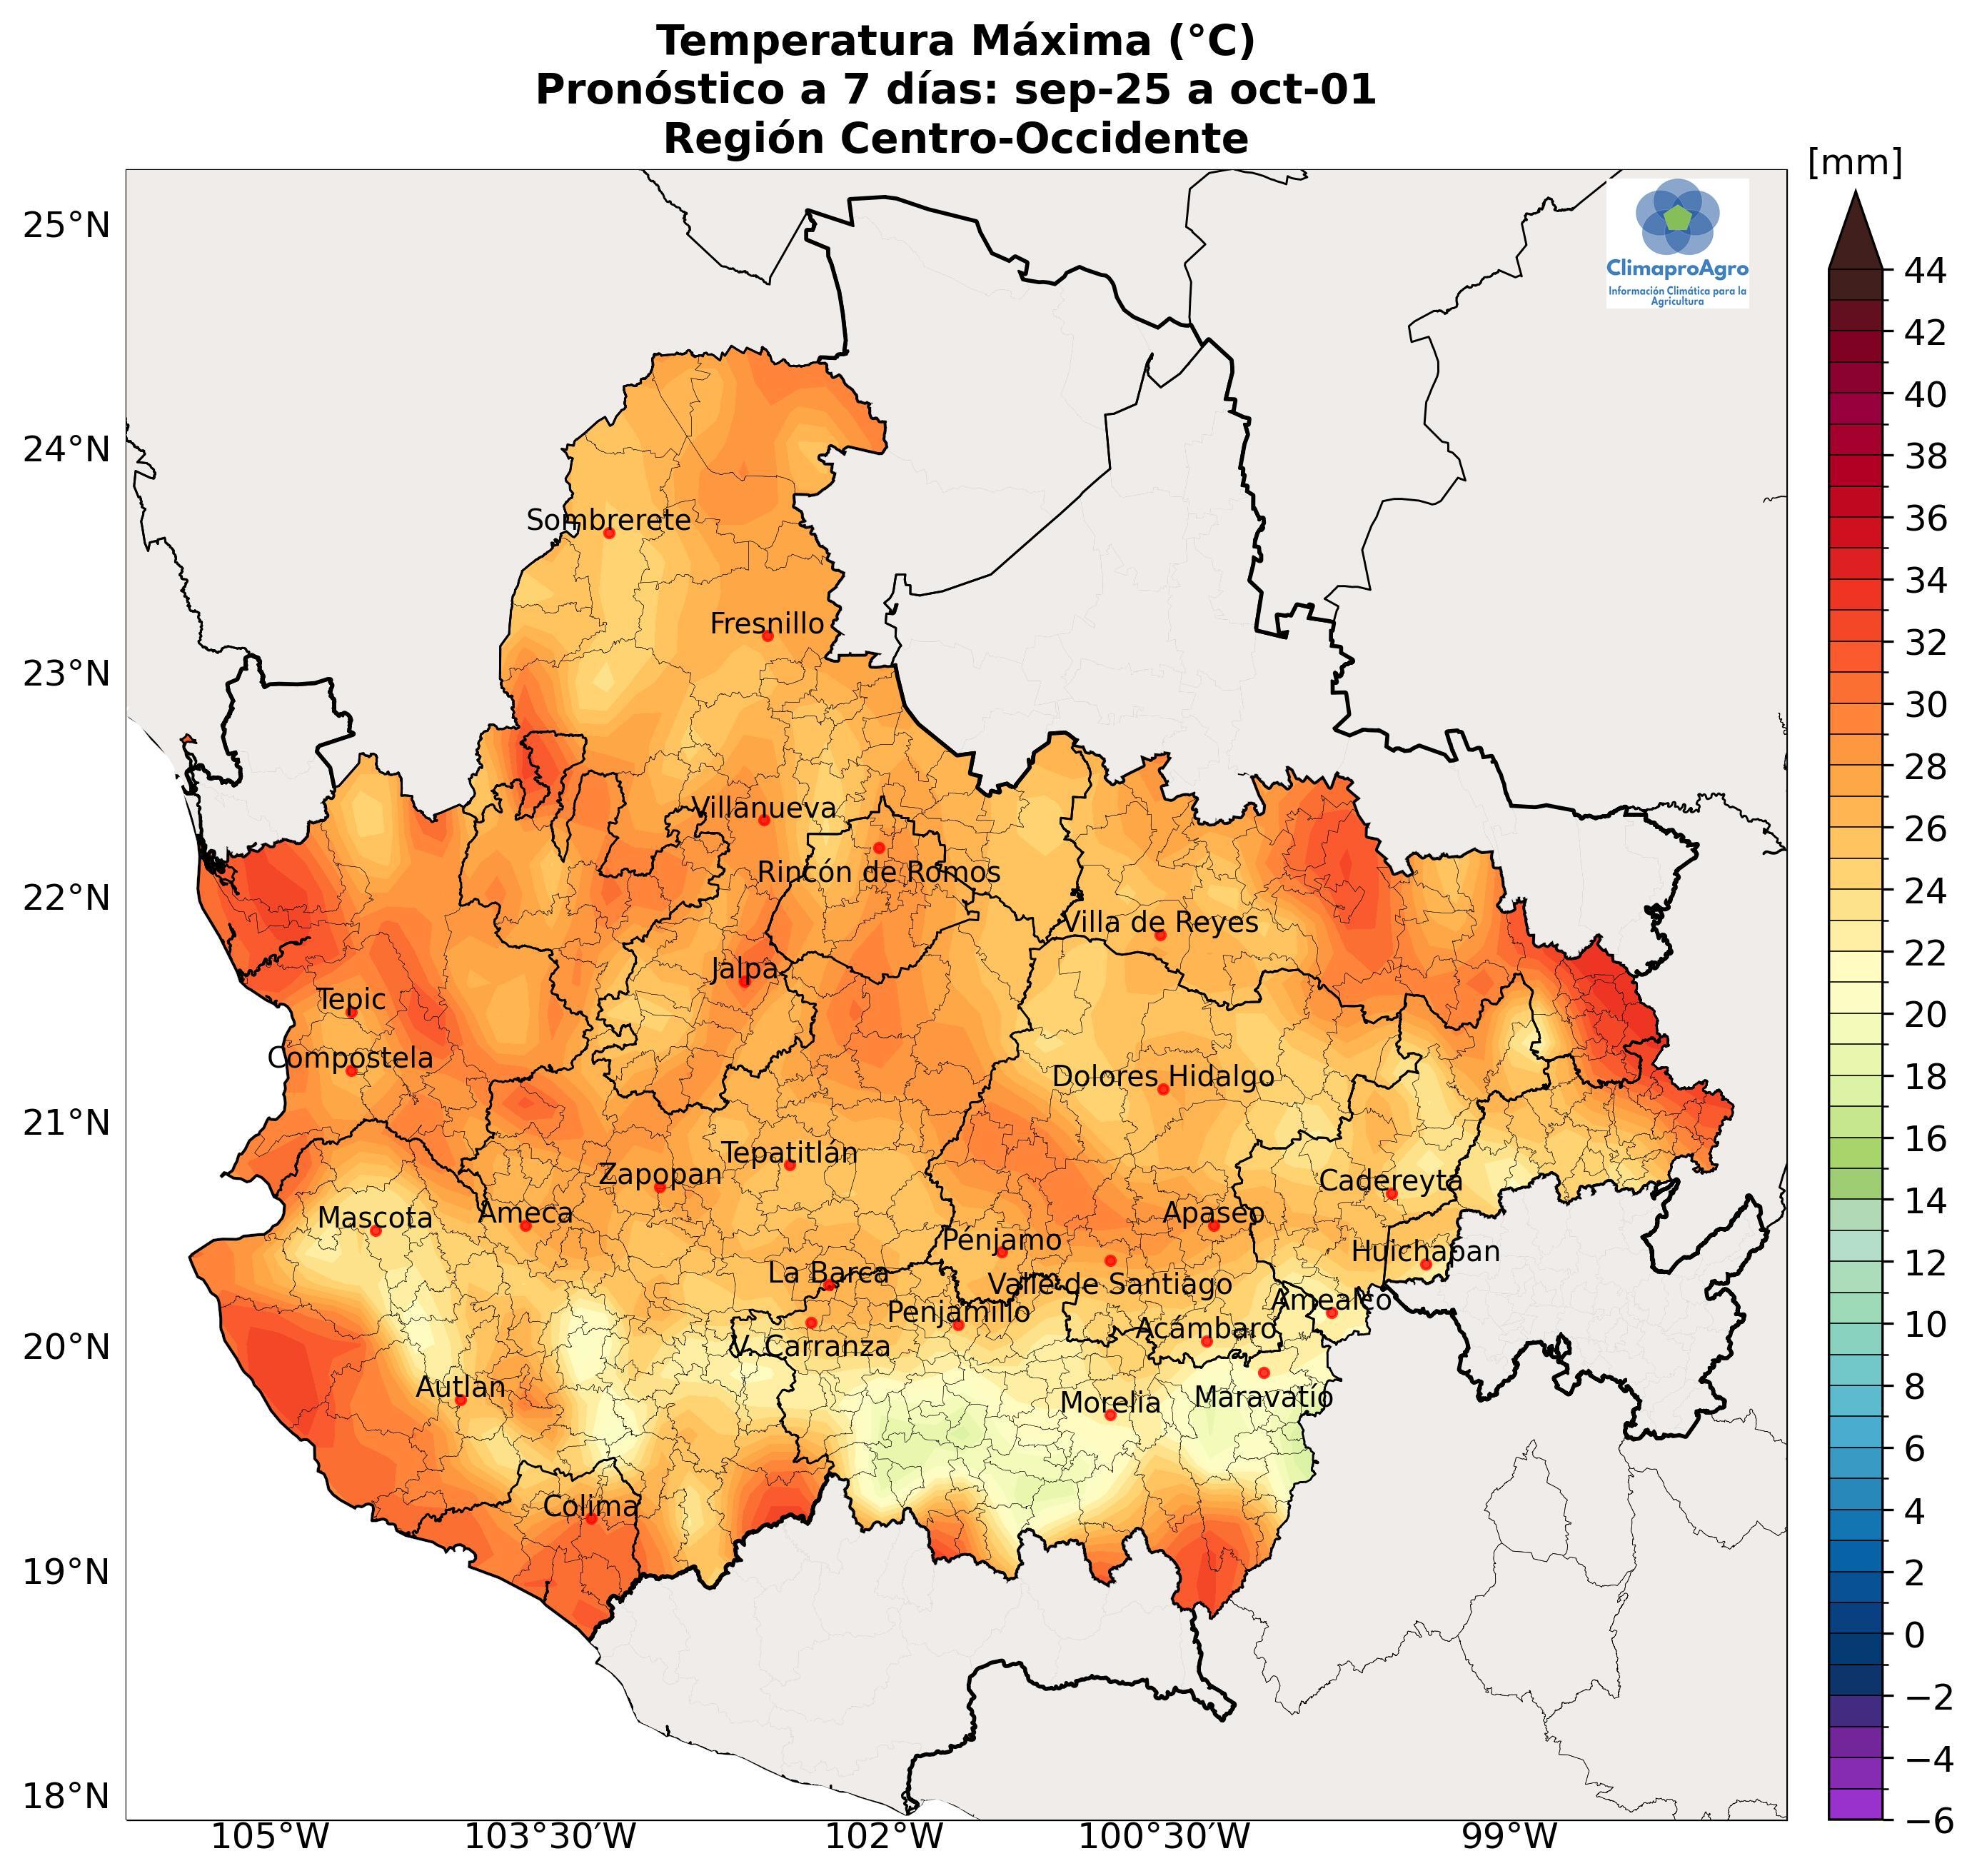 Temperatura Máxima (°C)
Pronóstico a 7 días: sep-25 a oct-01
Región Centro-Occidente
[mm]
ClimaproAgro
Información Climática para la
Agricultura
25°N
24°N
23°N
22°N
21°N
20°N
19°N
18°N
Sombrerete
Fresnillo
Villanueva
Rincón de Romos
Villa de Reyes
Jalpa
Tepic
Compostela
Dolores Hidalgo
Tepatitlán
Zapopan
Cadereyta
Mascota
Ameca
Apaseo
Pénjamo
Huichapan
La Barca
Valle de Santiago
Amealco
Penjamillo
Acámbaro
V. Carranza
Autlan
Maravatío
Morelia
Colima
105°W
103°30′W
102°W
100°30′W
99°W
44
42
40
38
36
34
32
30
28
26
24
22
20
18
16
14
12
10
8
6
4
2
0
−2
−4
−6